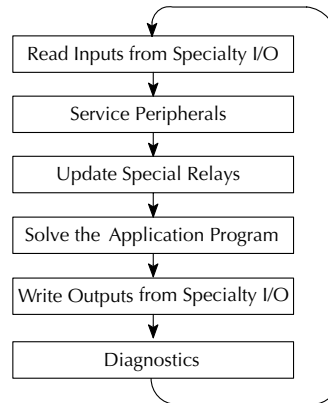 Read Inputs from Specialty I/O
Service Peripherals
Update Special Relays
Solve the Application Program
Write Outputs from Specialty I/O
Diagnostics